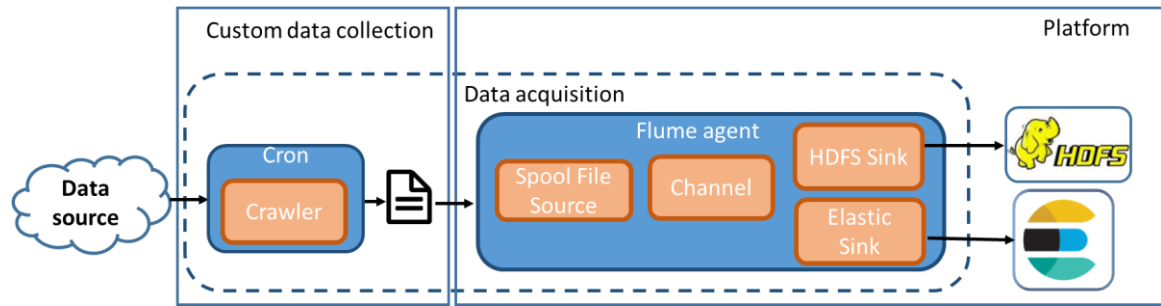 Custom data collection
Platform
Data acquisition
Flume agent
Cron
Crawler
Data
source
Spool File
Source
Channel
HDFS Sink
Elastic
Sink
HDFS